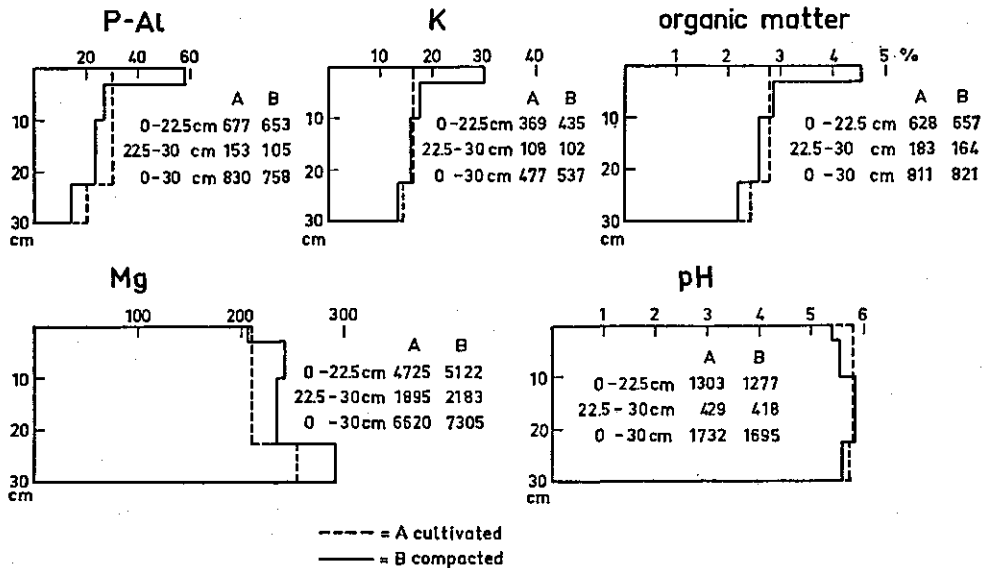 P-AL
20 40 60
A B
0-22.5cm 677 653
22.5-30 cm 153 105
0-30 cm 830 758
10
20
30
cm
K
20 30 40
A B
0-22.5cm 369 435
22.5-30 cm 108 102
0-30 cm 477 537
10
20
30
cm
organic matter
1 2 3 4 5 %
A B
0-22.5 cm 628 657
22.5-30 cm 183 164
0-30 cm 811 821
10
20
30
cm
Mg
100 200 300
A B
0-22.5cm 4725 5122
22.5-30cm 1895 2183
0-30cm 6620 7305
10
20
30
cm
pH
1 2 3 4 5 6
A B
0-22.5cm 1303 1277
22.5-30 cm 429 418
0-30cm 1732 1695
10
20
30
cm
= A cultivated
= B compacted